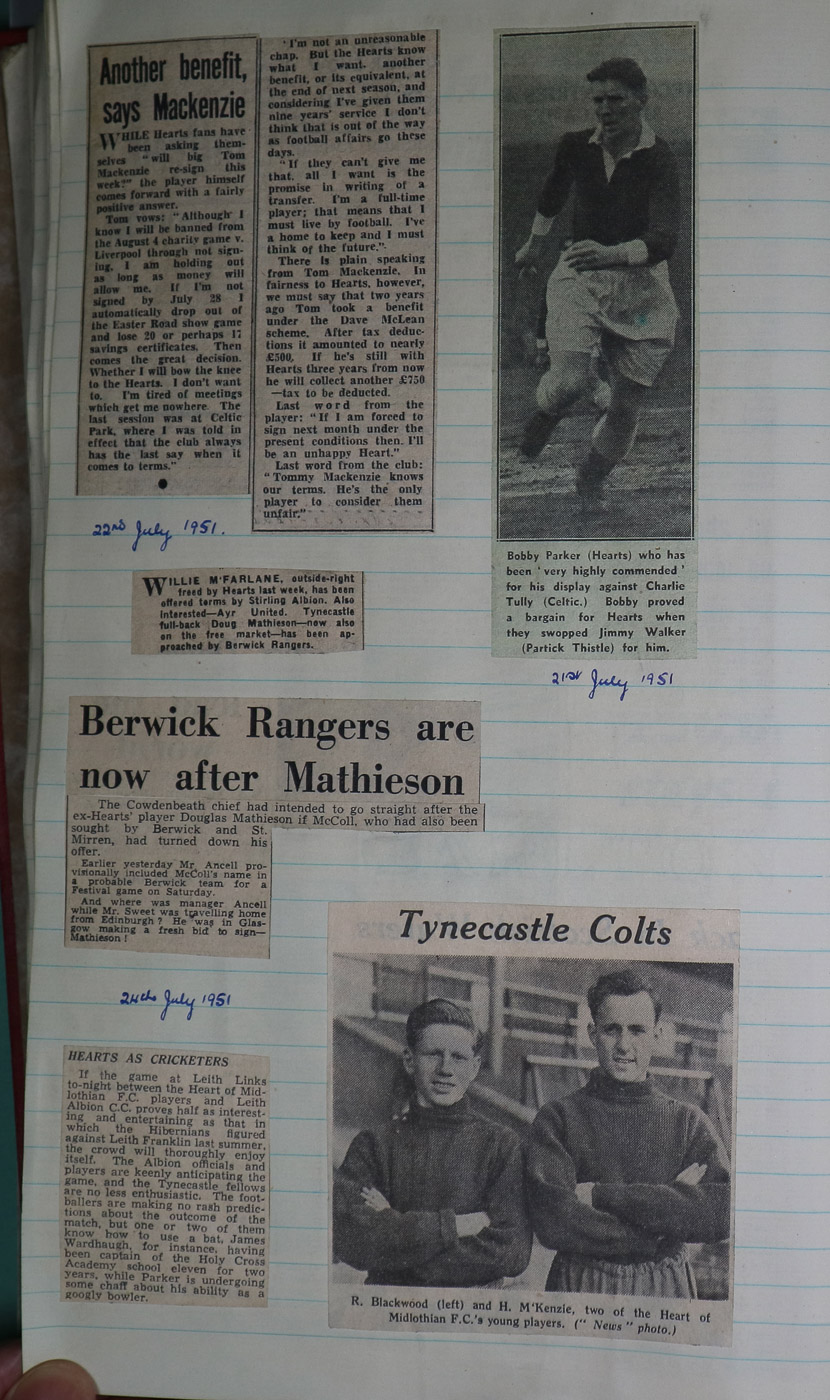 Another benefit,
says Mackenzie
WHILE Hearts fans have
been asking them-
selves "will big Tom
Mackenzie re-sign this
week?" the player himself
comes forward with a fairly
positive answer.
Tom vows: "Although I
know I will be banned from
the August 4 charity game v.
Liverpool through not sign-
ing, I am holding out
as long as money will
allow me. If I'm not
signed by July 28 I
automatically drop out of
the Easter Road show game
and lose 20 or perhaps 17
savings certificates. Then
comes the great decision.
Whether I will bow the knee
to the Hearts. I don't want
to. I'm tired of meetings
which get me nowhere. The
last session was at Celtic
Park, where I was told in
effect that the club always
has the last say when it
comes to terms."
"I'm not an unreasonable
chap. But the Hearts know
what I want, another
benefit, or its equivalent, at
the end of next season, and
considering I've given them
nine years' service I don't
think that is out of the way
as football affairs go these
days.
"If they can't give me
that, all I want is the
promise in writing of a
transfer. I'm a full-time
player; that means that I
must live by football. I've
a home to keep and I must
think of the future."
There is plain speaking
from Tom Mackenzie. In
fairness to Hearts, however,
we must say that two years
ago Tom took a benefit
under the Dave McLean
scheme. After tax deduc-
tions it amounted to nearly
£500. If he's still with
Hearts three years from now
he will collect another £750
—tax to be deducted.
Last word from the
player: "If I am forced to
sign next month under the
present conditions then. I'll
be an unhappy Heart."
Last word from the club:
"Tommy Mackenzie knows
our terms. He's the only
player to consider them
unfair."
22nd July 1951.
Bobby Parker (Hearts) who has
been 'very highly commended'
for his display against Charlie
Tully (Celtic.) Bobby proved
a bargain for Hearts when
they swopped Jimmy Walker
(Partick Thistle) for him.
21st July 1951
WILLIE M'FARLANE, outside-right
freed by Hearts last week, has been
offered terms by Stirling Albion. Also
interested—Ayr United. Tynecastle
full-back Doug Mathieson—now also
on the free market—has been ap-
proached by Berwick Rangers.
Berwick Rangers are
now after Mathieson
The Cowdenbeath chief had intended to go straight after the
ex-Hearts' player Douglas Mathieson if McColl, who had also been
sought by Berwick and St.
Mirren, had turned down his
offer.
Earlier yesterday Mr. Ancell pro-
visionally included McColl's name in
a probable Berwick team for a
Festival game on Saturday.
And where was manager Ancell
while Mr. Sweet was travelling home
from Edinburgh? He was in Glas-
gow making a fresh bid to sign—
Mathieson!
24th July 1951
HEARTS AS CRICKETERS
If the game at Leith Links
to-night between the Heart of Mid-
lothian F.C. players and Leith
Albion C.C. proves half as interest-
ing and entertaining as that in
which the Hibernians figured
against Leith Franklin last summer,
the crowd will thoroughly enjoy
itself. The Albion officials and
players are keenly anticipating the
game, and the Tynecastle fellows
are no less enthusiastic. The foot-
ballers are making no rash predic-
tions about the outcome of the
match, but one or two of them
know how to use a bat, James
Wardhaugh, for instance, having
been captain of the Holy Cross
Academy school eleven for two
years, while Parker is undergoing
some chaff about his ability as a
googly bowler.
Tynecastle Colts
R. Blackwood (left) and H. M'Kenzie, two of the Heart of
Midlothian F.C.'s young players. ("News" photo.)